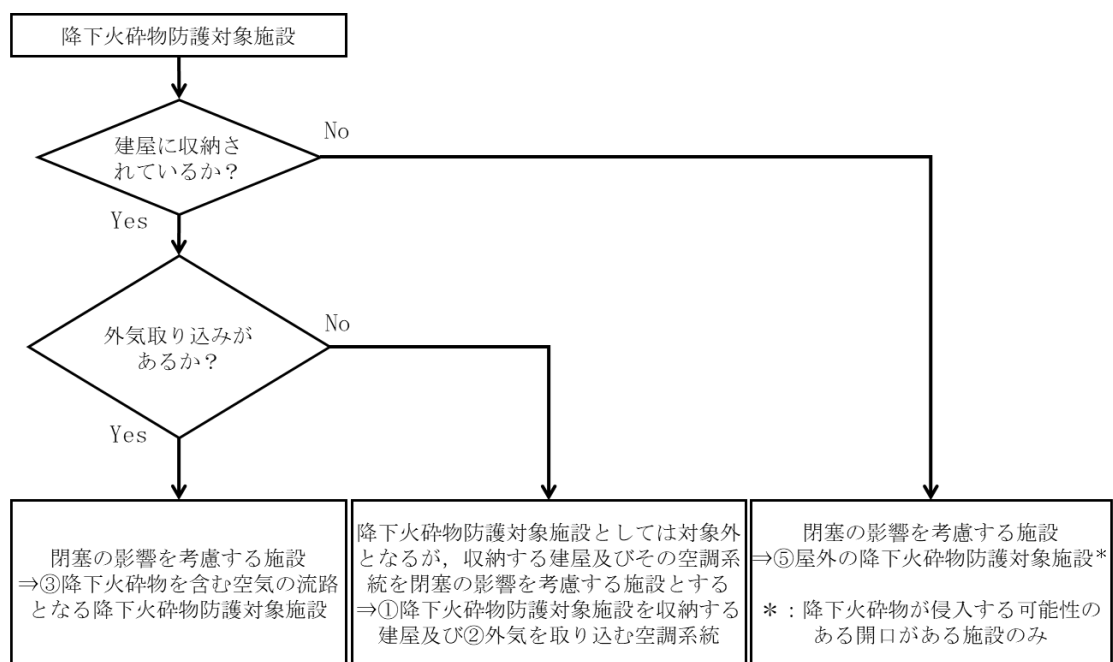 降下火砕物防護対象施設
建屋に収納さ
れているか？
No
Yes
外気取り込みが
あるか？
No
Yes
閉塞の影響を考慮する施設
⇒③降下火砕物を含む空気の流路
となる降下火砕物防護対象施設
降下火砕物防護対象施設としては対象外
となるが，収納する建屋及びその空調系
統を閉塞の影響を考慮する施設とする
⇒①降下火砕物防護対象施設を収納する
建屋及び②外気を取り込む空調系統
閉塞の影響を考慮する施設
⇒⑤屋外の降下火砕物防護対象施設＊
＊：降下火砕物が侵入する可能性の
ある開口がある施設のみ